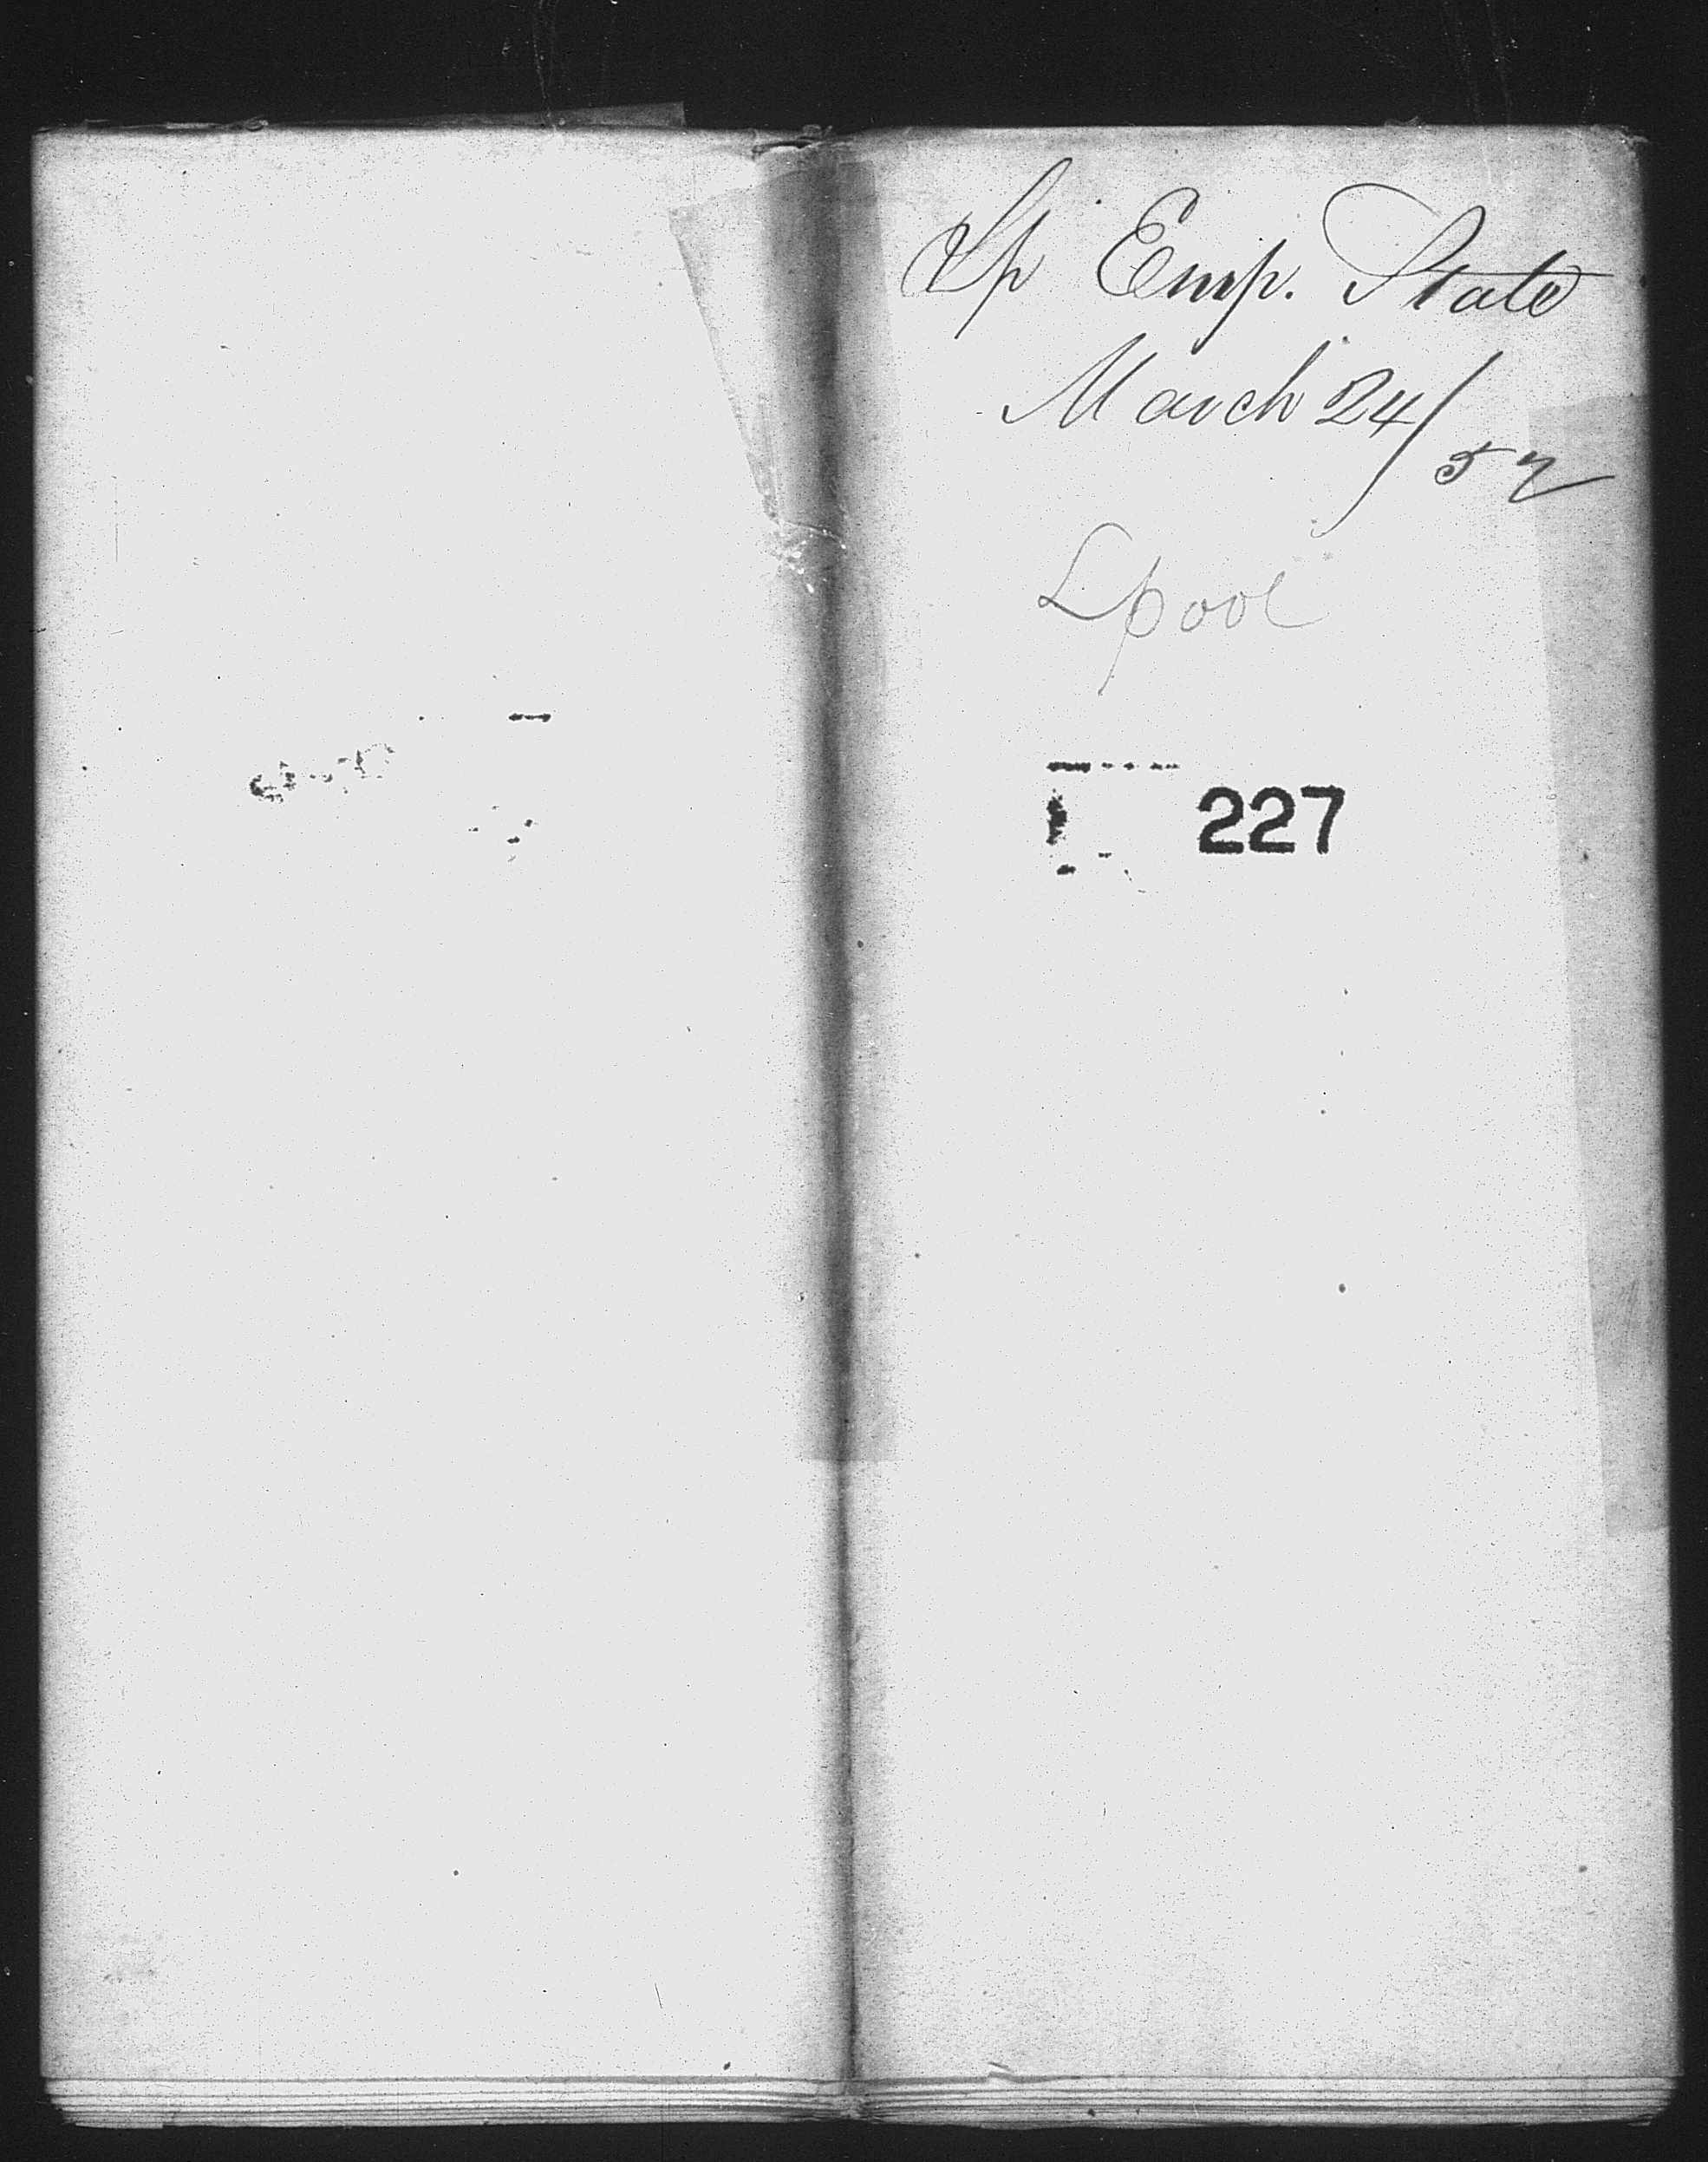 Sp Emp. State
March 24/52
Lpool
227